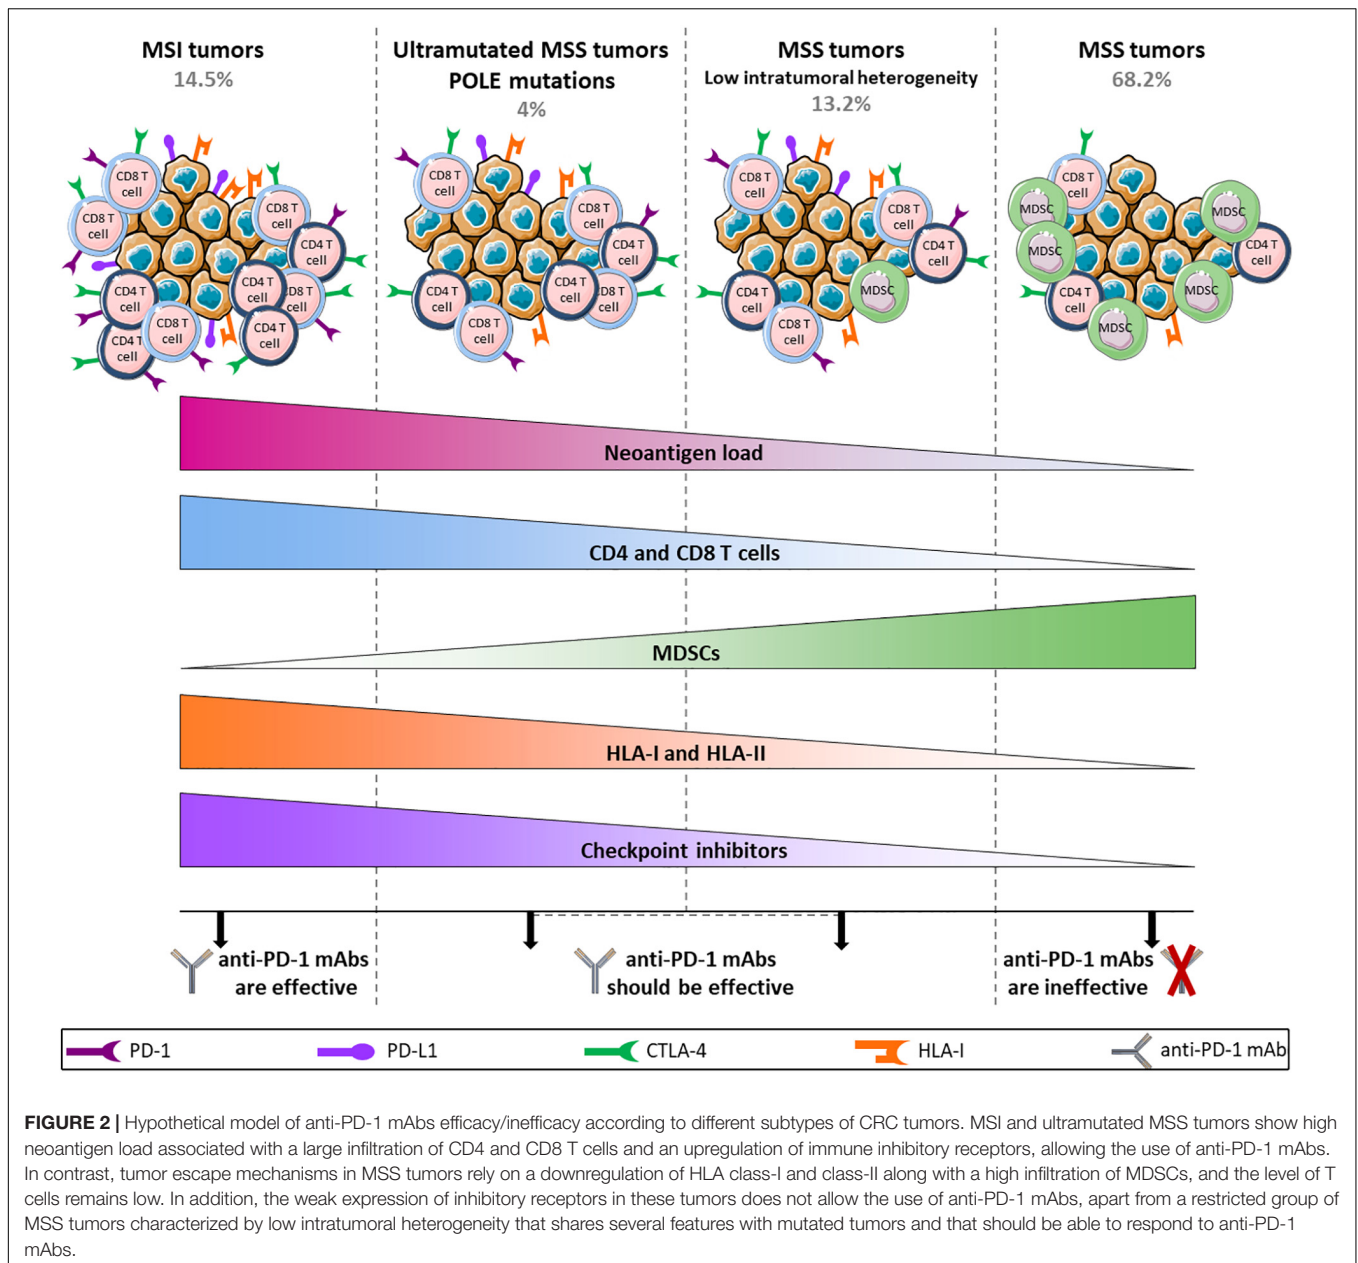 MSI tumors
14.5%
Ultramutated MSS tumors
POLE mutations
4%
MSS tumors
Low intratumoral heterogeneity
13.2%
MSS tumors
68.2%
CD8 T
cell
CD8 T
cell
CD8 T
cell
CD4 T
cell
CD4 T
cell
CD4 T
cell
CD8 T
cell
CD4 T
cell
CD8 T
cell
CD4 T
cell
CD8 T
cell
CD8 T
cell
CD4 T
cell
CD4 T
cell
CD4 T
cell
CD8 T
cell
CD8 T
cell
CD8 T
cell
CD8 T
cell
CD4 T
cell
CD4 T
cell
MDSC
CD8 T
cell
CD8 T
cell
MDSC
MDSC
CD4 T
cell
MDSC
CD4 T
cell
MDSC
MDSC
Neoantigen load
CD4 and CD8 T cells
MDSCs
HLA-I and HLA-II
Checkpoint inhibitors
anti-PD-1 mAbs
are effective
anti-PD-1 mAbs
should be effective
anti-PD-1 mAbs
are ineffective
PD-1
PD-L1
CTLA-4
HLA-I
anti-PD-1 mAb
FIGURE 2 | Hypothetical model of anti-PD-1 mAbs efficacy/inefficacy according to different subtypes of CRC tumors. MSI and ultramutated MSS tumors show high
neoantigen load associated with a large infiltration of CD4 and CD8 T cells and an upregulation of immune inhibitory receptors, allowing the use of anti-PD-1 mAbs.
In contrast, tumor escape mechanisms in MSS tumors rely on a downregulation of HLA class-I and class-II along with a high infiltration of MDSCs, and the level of T
cells remains low. In addition, the weak expression of inhibitory receptors in these tumors does not allow the use of anti-PD-1 mAbs, apart from a restricted group of
MSS tumors characterized by low intratumoral heterogeneity that shares several features with mutated tumors and that should be able to respond to anti-PD-1
mAbs.